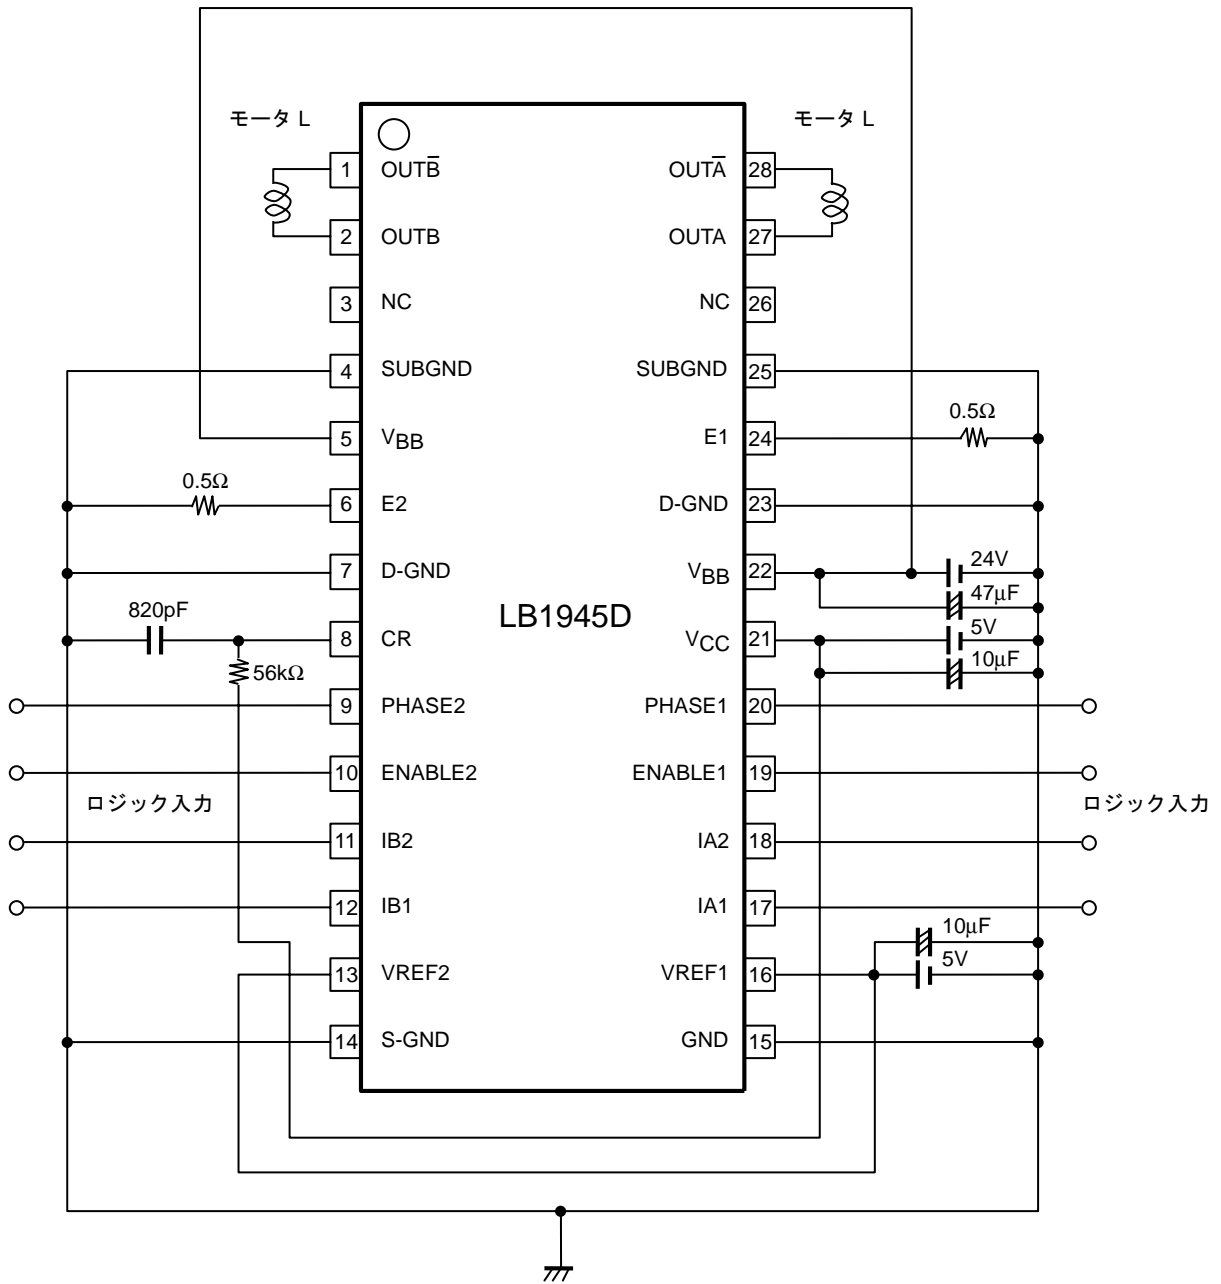 モータ L
モータ L
1 OUTB̅ OUTA̅ 28
2 OUTB OUTA 27
3 NC NC 26
4 SUBGND SUBGND 25
0.5Ω
5 VBB E1 24
0.5Ω
6 E2 D-GND 23
7 D-GND VBB 22 24V
47μF
820pF
LB1945D
8 CR VCC 21 5V
56kΩ
10μF
9 PHASE2 PHASE1 20
10 ENABLE2 ENABLE1 19
ロジック入力
ロジック入力
11 IB2 IA2 18
12 IB1 IA1 17
10μF
13 VREF2 VREF1 16 5V
14 S-GND GND 15